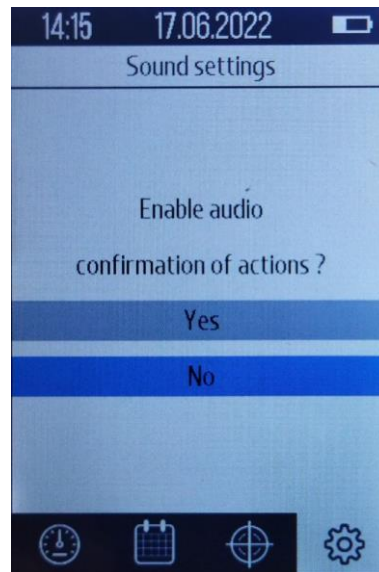 14:15 17.06.2022
Sound settings
Enable audio
confirmation of actions ?
Yes
No